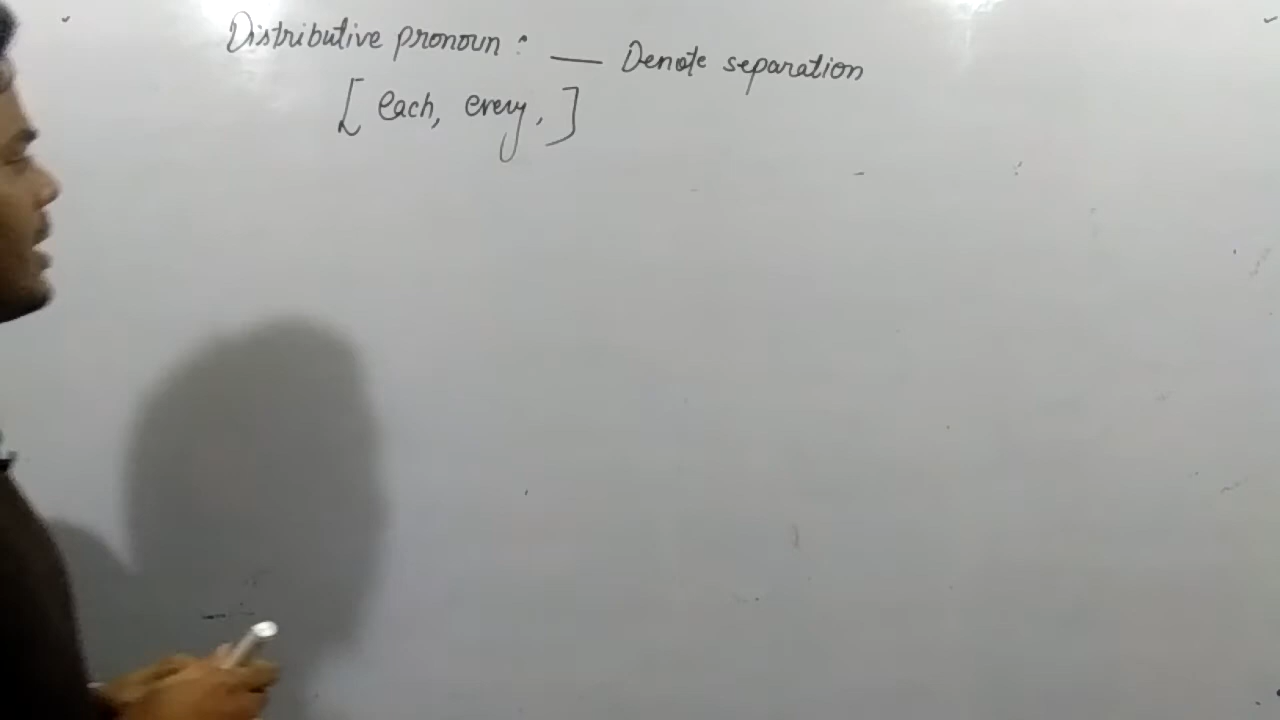 Distributive pronoun : — Denote separation
[ each, every, ]